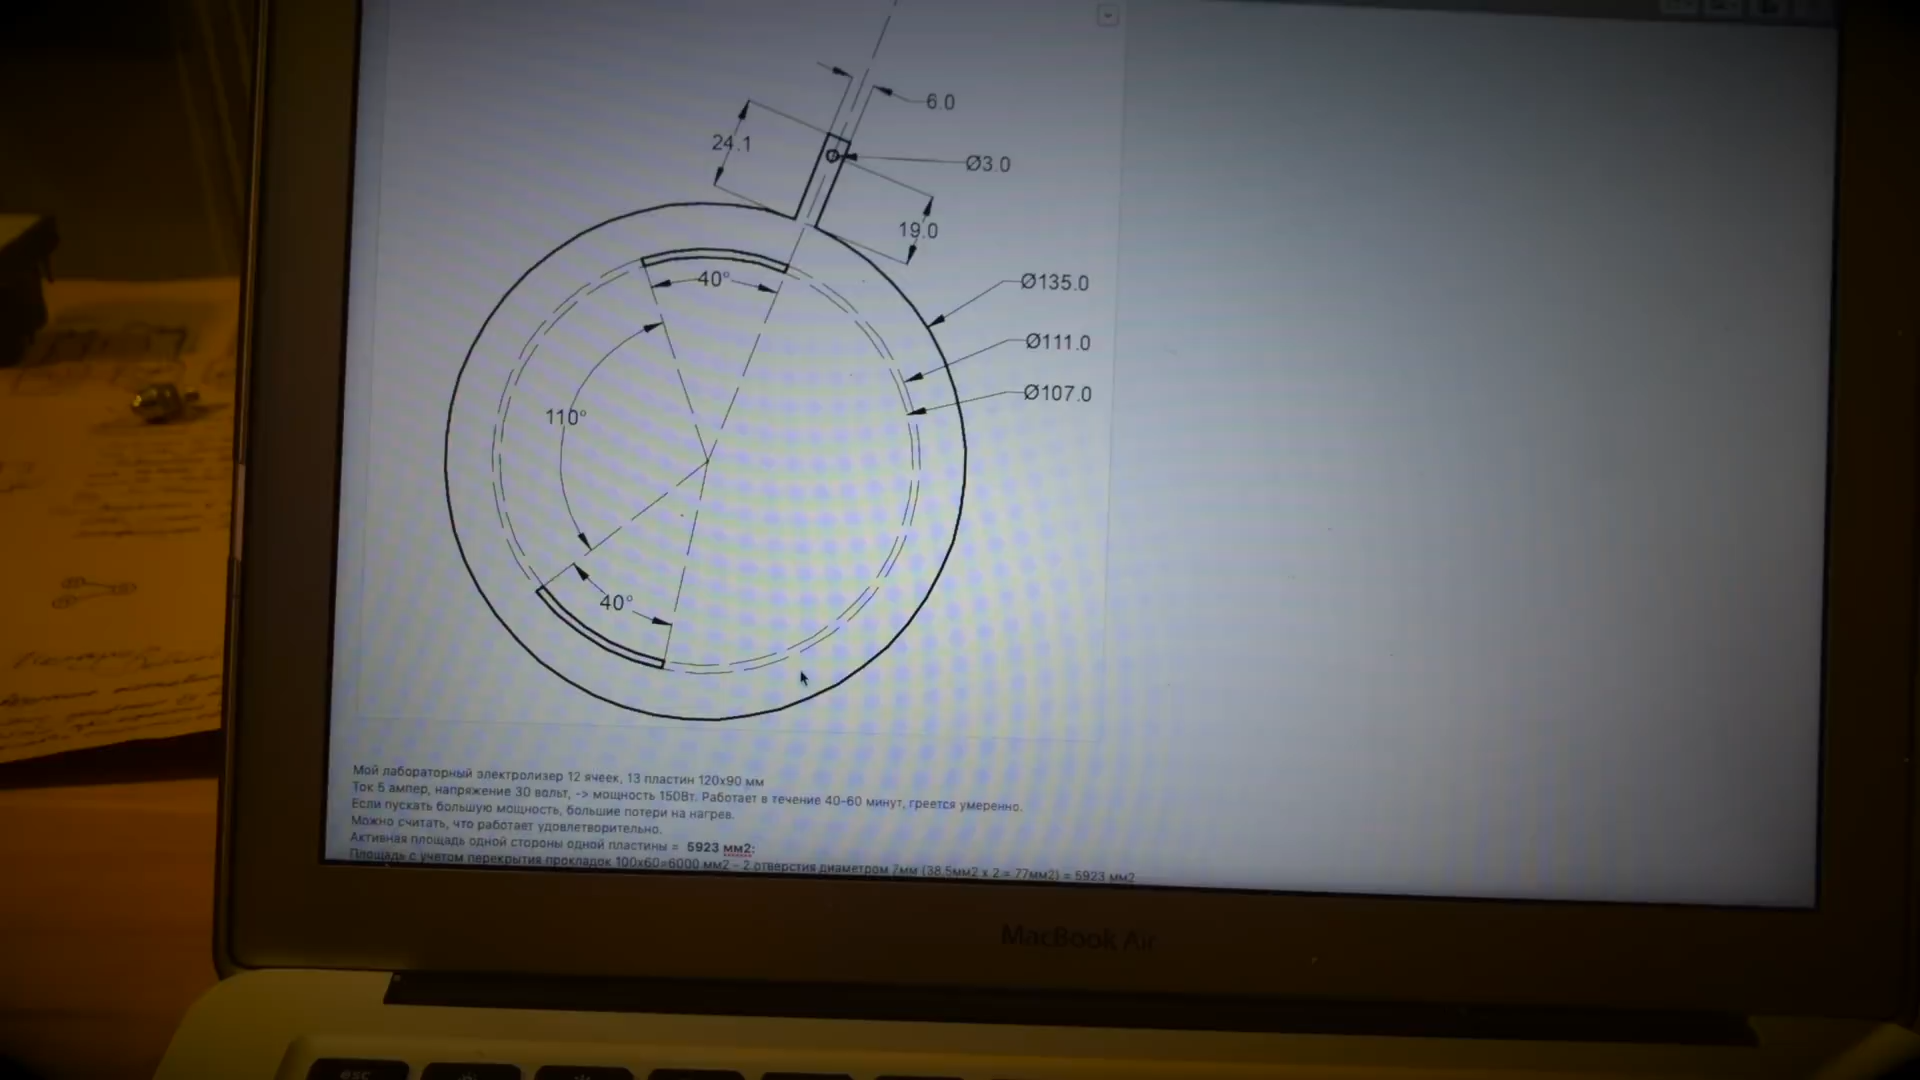 6.0
24.1
Ø3.0
19.0
40°
Ø135.0
Ø111.0
Ø107.0
110°
40°
Мой лабораторный электролизер 12 ячеек, 13 пластин 120x90 мм
Ток 5 ампер, напряжение 30 вольт, -> мощность 150Вт. Работает в течение 40-60 минут, греется умеренно.
Если пускать большую мощность, большие потери на нагрев.
Можно считать, что работает удовлетворительно.
Активная площадь одной стороны одной пластины = 5923 мм2:
Площадь с учетом перекрытия прокладок 100x60=6000 мм2 - 2 отверстия диаметром 7мм (38.5мм2 x 2 = 77мм2) = 5923 мм2
MacBook Air
esc